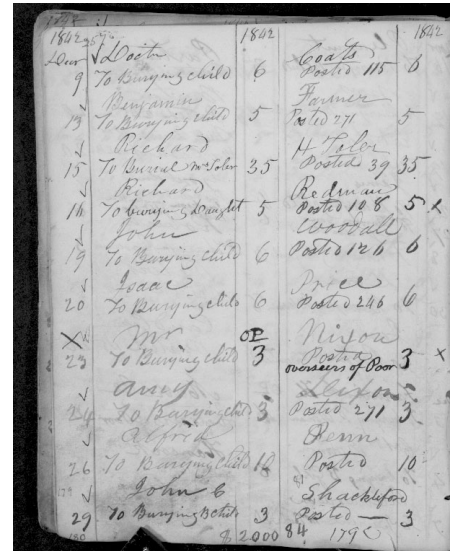 1842 1842 1842
Doctr Coats
9 To Burying child 6 Posted 115 6
Benjamin Farmer
13 To Burying child 5 Posted 271 5
Richard H Toler
15 To Burial Mr Toler 35 Posted 39 35
Richard Redman
16 To burying Daught 5 Posted 108 5 x
John Woodall
19 To Burying child 6 Posted 126 6
Isaac Price
20 To Burying child 6 Posted 246 6
X Mr OP Nixon
23 To Burying child 3 Posted 3 x
overseers of Poor
Amy Dixon
24 To Burying child 3 Posted 271 3
Alfred Penn
26 To Burying child 10 Posted 10
John C Shackleford
29 To Burying B child 3 Posted — 3
$ 2000 84